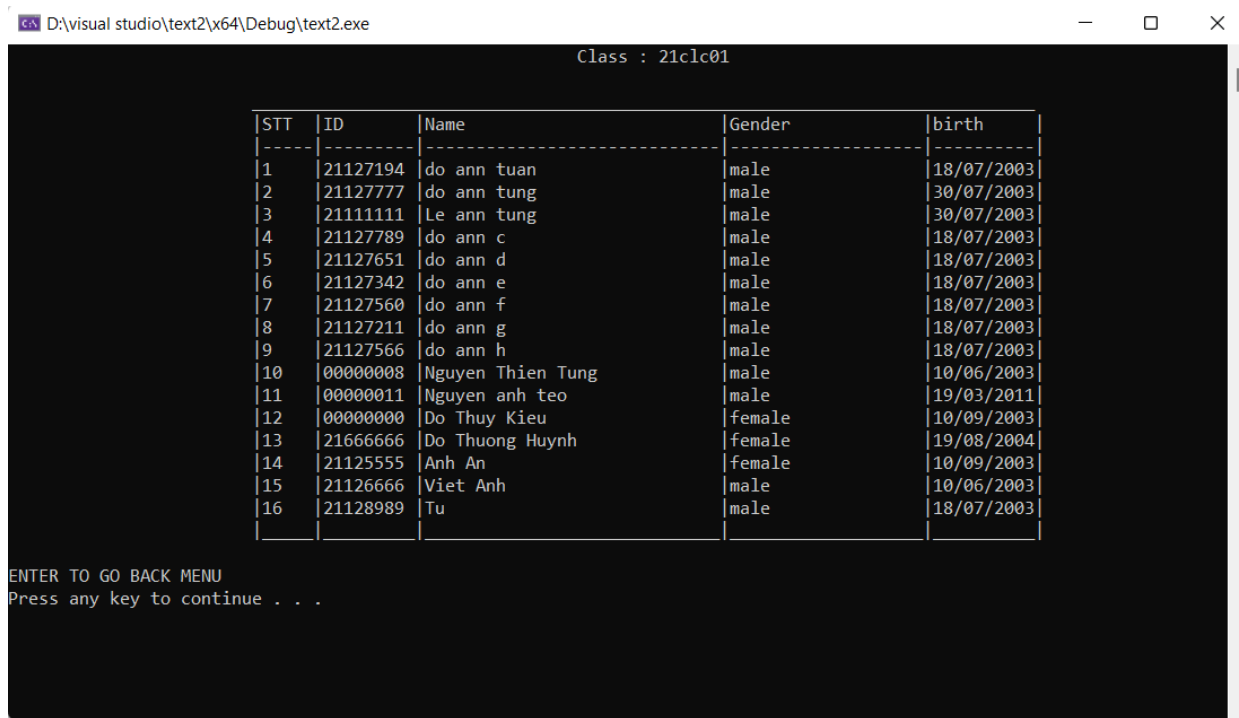 D:\visual studio\text2\x64\Debug\text2.exe
Class : 21clc01
|STT |ID |Name |Gender |birth |
|-----|---------|-----------------------------|-------------------|----------|
|1 |21127194 |do ann tuan |male |18/07/2003|
|2 |21127777 |do ann tung |male |30/07/2003|
|3 |21111111 |Le ann tung |male |30/07/2003|
|4 |21127789 |do ann c |male |18/07/2003|
|5 |21127651 |do ann d |male |18/07/2003|
|6 |21127342 |do ann e |male |18/07/2003|
|7 |21127560 |do ann f |male |18/07/2003|
|8 |21127211 |do ann g |male |18/07/2003|
|9 |21127566 |do ann h |male |18/07/2003|
|10 |00000008 |Nguyen Thien Tung |male |10/06/2003|
|11 |00000011 |Nguyen anh teo |male |19/03/2011|
|12 |00000000 |Do Thuy Kieu |female |10/09/2003|
|13 |21666666 |Do Thuong Huynh |female |19/08/2004|
|14 |21125555 |Anh An |female |10/09/2003|
|15 |21126666 |Viet Anh |male |10/06/2003|
|16 |21128989 |Tu |male |18/07/2003|
ENTER TO GO BACK MENU
Press any key to continue . . .